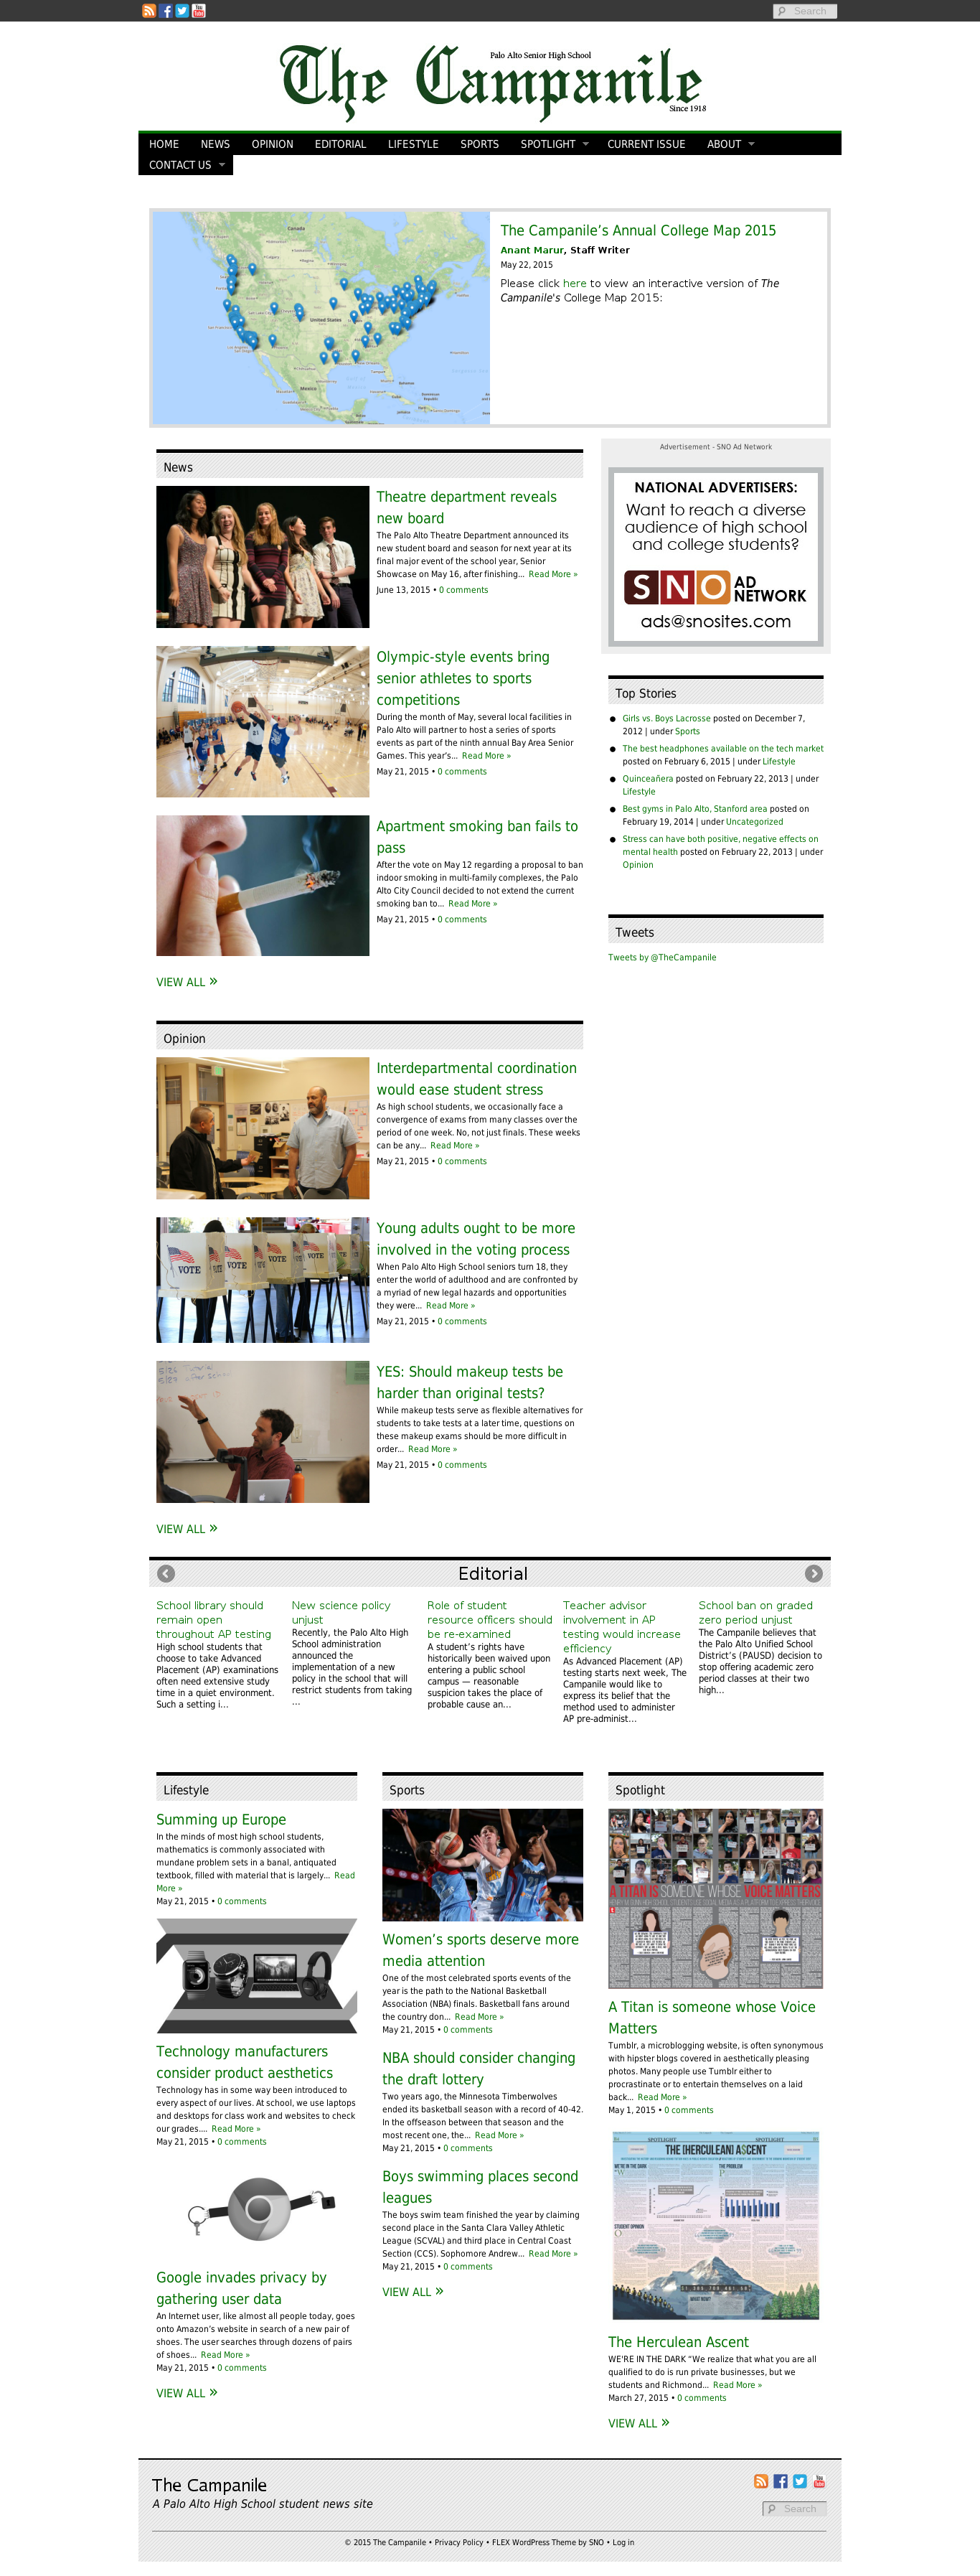 Search
Palo Alto Senior High School
The Campanile
Since 1918
HOME NEWS OPINION EDITORIAL LIFESTYLE SPORTS SPOTLIGHT CURRENT ISSUE ABOUT
CONTACT US
Canada
United States
Mexico
The Campanile's Annual College Map 2015
Anant Marur, Staff Writer
May 22, 2015
Please click here to view an interactive version of The
Campanile's College Map 2015:
News
Theatre department reveals
new board
The Palo Alto Theatre Department announced its
new student board and season for next year at its
final major event of the school year, Senior
Showcase on May 16, after finishing... Read More »
June 13, 2015 • 0 comments
Olympic-style events bring
senior athletes to sports
competitions
During the month of May, several local facilities in
Palo Alto will partner to host a series of sports
events as part of the ninth annual Bay Area Senior
Games. This year's... Read More »
May 21, 2015 • 0 comments
Apartment smoking ban fails to
pass
After the vote on May 12 regarding a proposal to ban
indoor smoking in multi-family complexes, the Palo
Alto City Council decided to not extend the current
smoking ban to... Read More »
May 21, 2015 • 0 comments
VIEW ALL »
Advertisement - SNO Ad Network
NATIONAL ADVERTISERS:
Want to reach a diverse
audience of high school
and college students?
SNO AD
NETWORK
ads@snosites.com
Top Stories
Girls vs. Boys Lacrosse posted on December 7,
2012 | under Sports
The best headphones available on the tech market
posted on February 6, 2015 | under Lifestyle
Quinceañera posted on February 22, 2013 | under
Lifestyle
Best gyms in Palo Alto, Stanford area posted on
February 19, 2014 | under Uncategorized
Stress can have both positive, negative effects on
mental health posted on February 22, 2013 | under
Opinion
Tweets
Tweets by @TheCampanile
Opinion
Interdepartmental coordination
would ease student stress
As high school students, we occasionally face a
convergence of exams from many classes over the
period of one week. No, not just finals. These weeks
can be any... Read More »
May 21, 2015 • 0 comments
VOTE VOTE VOTE VOTE VOTE
Young adults ought to be more
involved in the voting process
When Palo Alto High School seniors turn 18, they
enter the world of adulthood and are confronted by
a myriad of new legal hazards and opportunities
they were... Read More »
May 21, 2015 • 0 comments
YES: Should makeup tests be
harder than original tests?
While makeup tests serve as flexible alternatives for
students to take tests at a later time, questions on
these makeup exams should be more difficult in
order... Read More »
May 21, 2015 • 0 comments
VIEW ALL »
Editorial
School library should
remain open
throughout AP testing
High school students that
choose to take Advanced
Placement (AP) examinations
often need extensive study
time in a quiet environment.
Such a setting i...
New science policy
unjust
Recently, the Palo Alto High
School administration
announced the
implementation of a new
policy in the school that will
restrict students from taking
...
Role of student
resource officers should
be re-examined
A student's rights have
historically been waived upon
entering a public school
campus — reasonable
suspicion takes the place of
probable cause an...
Teacher advisor
involvement in AP
testing would increase
efficiency
As Advanced Placement (AP)
testing starts next week, The
Campanile would like to
express its belief that the
method used to administer
AP pre-administ...
School ban on graded
zero period unjust
The Campanile believes that
the Palo Alto Unified School
District's (PAUSD) decision to
stop offering academic zero
period classes at their two
high...
Lifestyle
Summing up Europe
In the minds of most high school students,
mathematics is commonly associated with
mundane problem sets in a banal, antiquated
textbook, filled with material that is largely... Read
More »
May 21, 2015 • 0 comments
Technology manufacturers
consider product aesthetics
Technology has in some way been introduced to
every aspect of our lives. At school, we use laptops
and desktops for class work and websites to check
our grades.... Read More »
May 21, 2015 • 0 comments
Google invades privacy by
gathering user data
An Internet user, like almost all people today, goes
onto Amazon's website in search of a new pair of
shoes. The user searches through dozens of pairs
of shoes... Read More »
May 21, 2015 • 0 comments
VIEW ALL »
Sports
Women's sports deserve more
media attention
One of the most celebrated sports events of the
year is the path to the National Basketball
Association (NBA) finals. Basketball fans around
the country don... Read More »
May 21, 2015 • 0 comments
NBA should consider changing
the draft lottery
Two years ago, the Minnesota Timberwolves
ended its basketball season with a record of 40-42.
In the offseason between that season and the
most recent one, the... Read More »
May 21, 2015 • 0 comments
Boys swimming places second
leagues
The boys swim team finished the year by claiming
second place in the Santa Clara Valley Athletic
League (SCVAL) and third place in Central Coast
Section (CCS). Sophomore Andrew... Read More »
May 21, 2015 • 0 comments
VIEW ALL »
Spotlight
A TITAN IS SOMEONE WHOSE VOICE MATTERS
A Titan is someone whose Voice
Matters
Tumblr, a microblogging website, is often synonymous
with hipster blogs covered in aesthetically pleasing
photos. Many people use Tumblr either to
procrastinate or to entertain themselves on a laid
back... Read More »
May 1, 2015 • 0 comments
SPOTLIGHT SPOTLIGHT
THE (HERCULEAN) A$CENT
WE'RE IN THE DARK
THE PROBLEM
STUDENT OPINION
WHAT NOW?
The Herculean Ascent
WE'RE IN THE DARK “We realize that what you are all
qualified to do is run private businesses, but we
students and Richmond... Read More »
March 27, 2015 • 0 comments
VIEW ALL »
The Campanile
A Palo Alto High School student news site
Search
© 2015 The Campanile • Privacy Policy • FLEX WordPress Theme by SNO • Log in